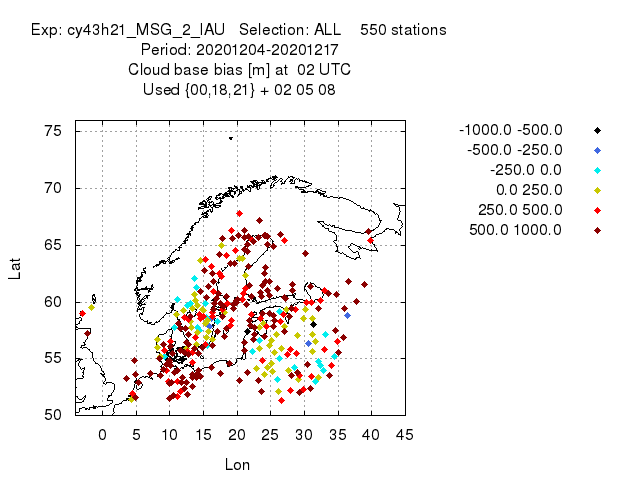 Exp: cy43h21_MSG_2_IAU   Selection: ALL    550 stations
Period: 20201204-20201217
Cloud base bias [m] at  02 UTC
Used {00,18,21} + 02 05 08
-1000.0 -500.0
-500.0 -250.0
-250.0 0.0
0.0 250.0
250.0 500.0
500.0 1000.0
75
70
65
60
55
50
Lat
0 5 10 15 20 25 30 35 40 45
Lon